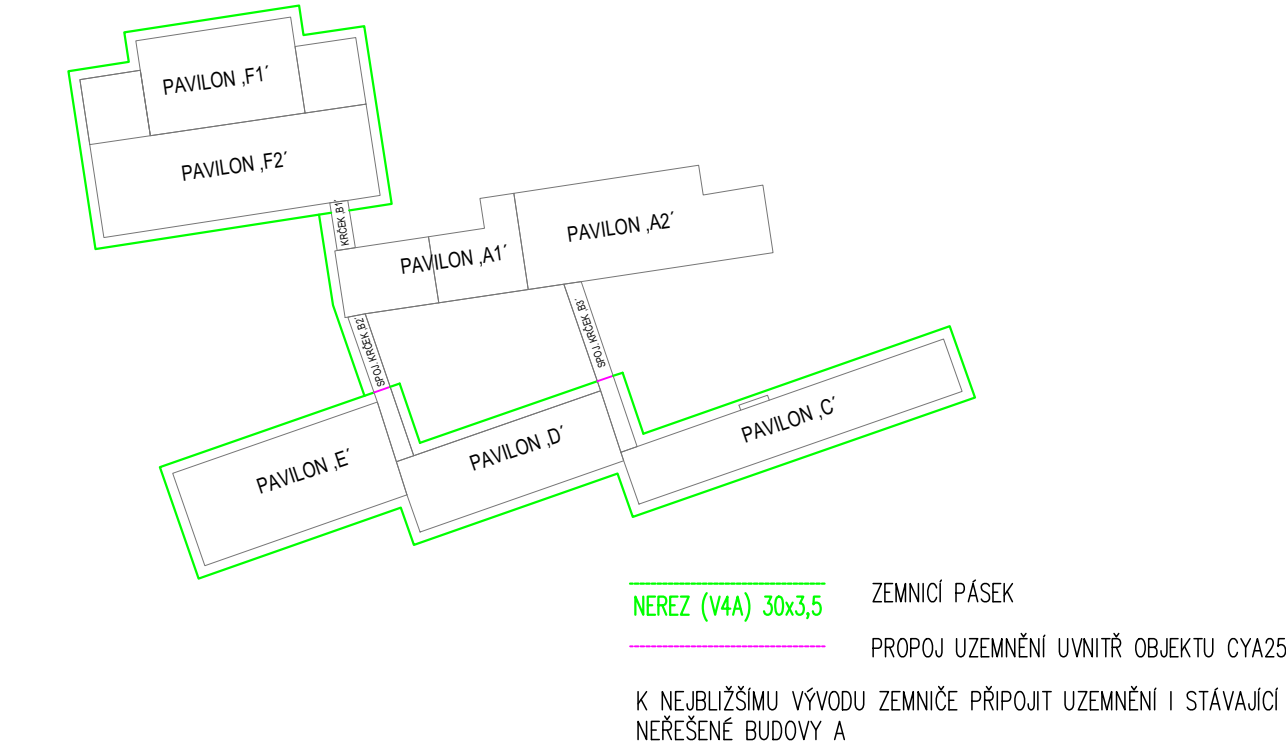 PAVILON ‚F1´
PAVILON ‚F2´
KRČEK ‚B1´
PAVILON ‚A1´
PAVILON ‚A2´
SPOJ. KRČEK ‚B2´
SPOJ. KRČEK ‚B3´
PAVILON ‚E´
PAVILON ‚D´
PAVILON ‚C´
NEREZ (V4A) 30x3,5
ZEMNICÍ PÁSEK
PROPOJ UZEMNĚNÍ UVNITŘ OBJEKTU CYA25
K NEJBLIŽŠÍMU VÝVODU ZEMNIČE PŘIPOJIT UZEMNĚNÍ I STÁVAJÍCÍ
NEŘEŠENÉ BUDOVY A